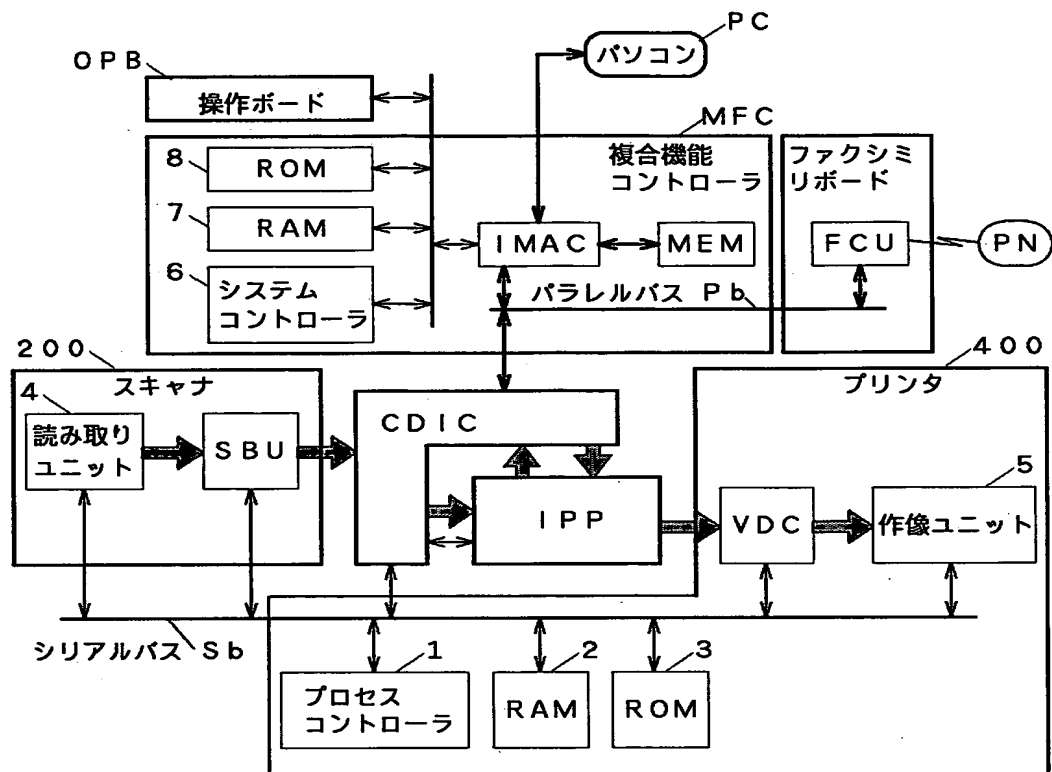 PC
パソコン
OPB
操作ボード
MFC
8
ROM
複合機能
コントローラ
ファクシミ
リボード
7
RAM
IMAC
MEM
FCU
PN
6
システム
コントローラ
パラレルバス Pb
200
スキャナ
400
プリンタ
4
読み取り
ユニット
SBU
CDIC
IPP
VDC
5
作像ユニット
シリアルバス Sb
1
プロセス
コントローラ
2
RAM
3
ROM